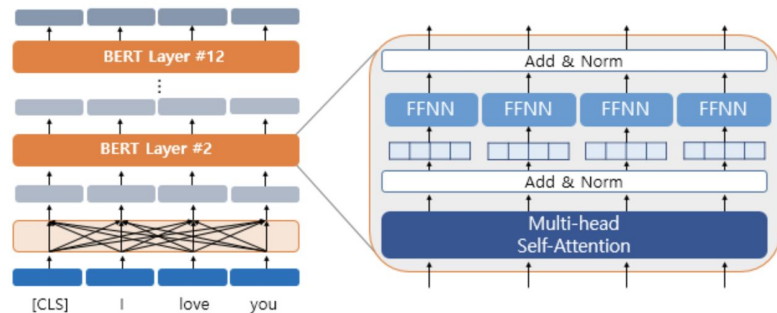 BERT Layer #12
BERT Layer #2
[CLS] I love you
Add & Norm
FFNN FFNN FFNN FFNN
Add & Norm
Multi-head
Self-Attention